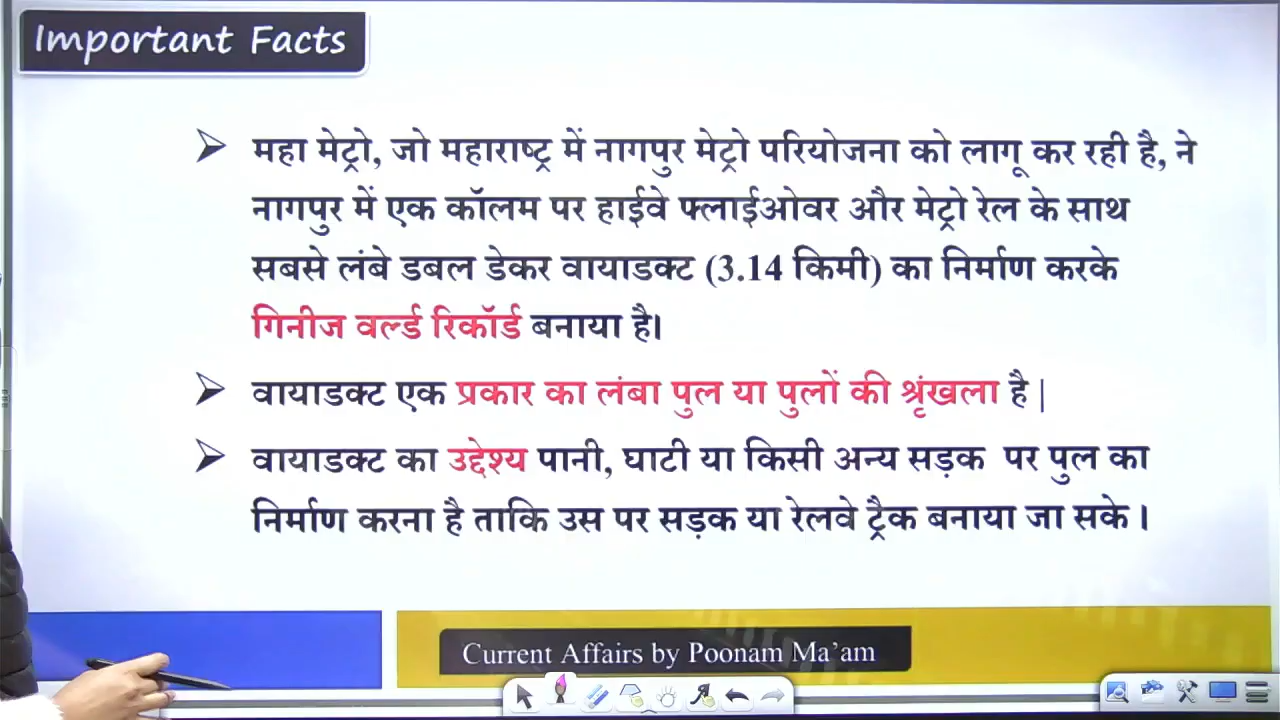 Important Facts
महा मेट्रो, जो महाराष्ट्र में नागपुर मेट्रो परियोजना को लागू कर रही है, ने
नागपुर में एक कॉलम पर हाईवे फ्लाईओवर और मेट्रो रेल के साथ
सबसे लंबे डबल डेकर वायाडक्ट (3.14 किमी) का निर्माण करके
गिनीज वर्ल्ड रिकॉर्ड बनाया है।
वायाडक्ट एक प्रकार का लंबा पुल या पुलों की श्रृंखला है |
वायाडक्ट का उद्देश्य पानी, घाटी या किसी अन्य सड़क पर पुल का
निर्माण करना है ताकि उस पर सड़क या रेलवे ट्रैक बनाया जा सके ।
Current Affairs by Poonam Ma'am